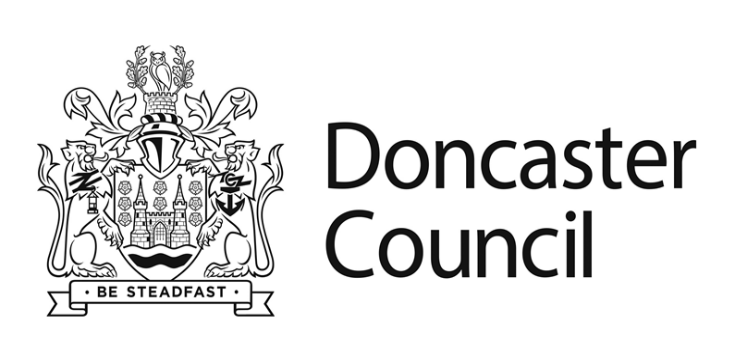 Doncaster
Council
· BE STEADFAST ·